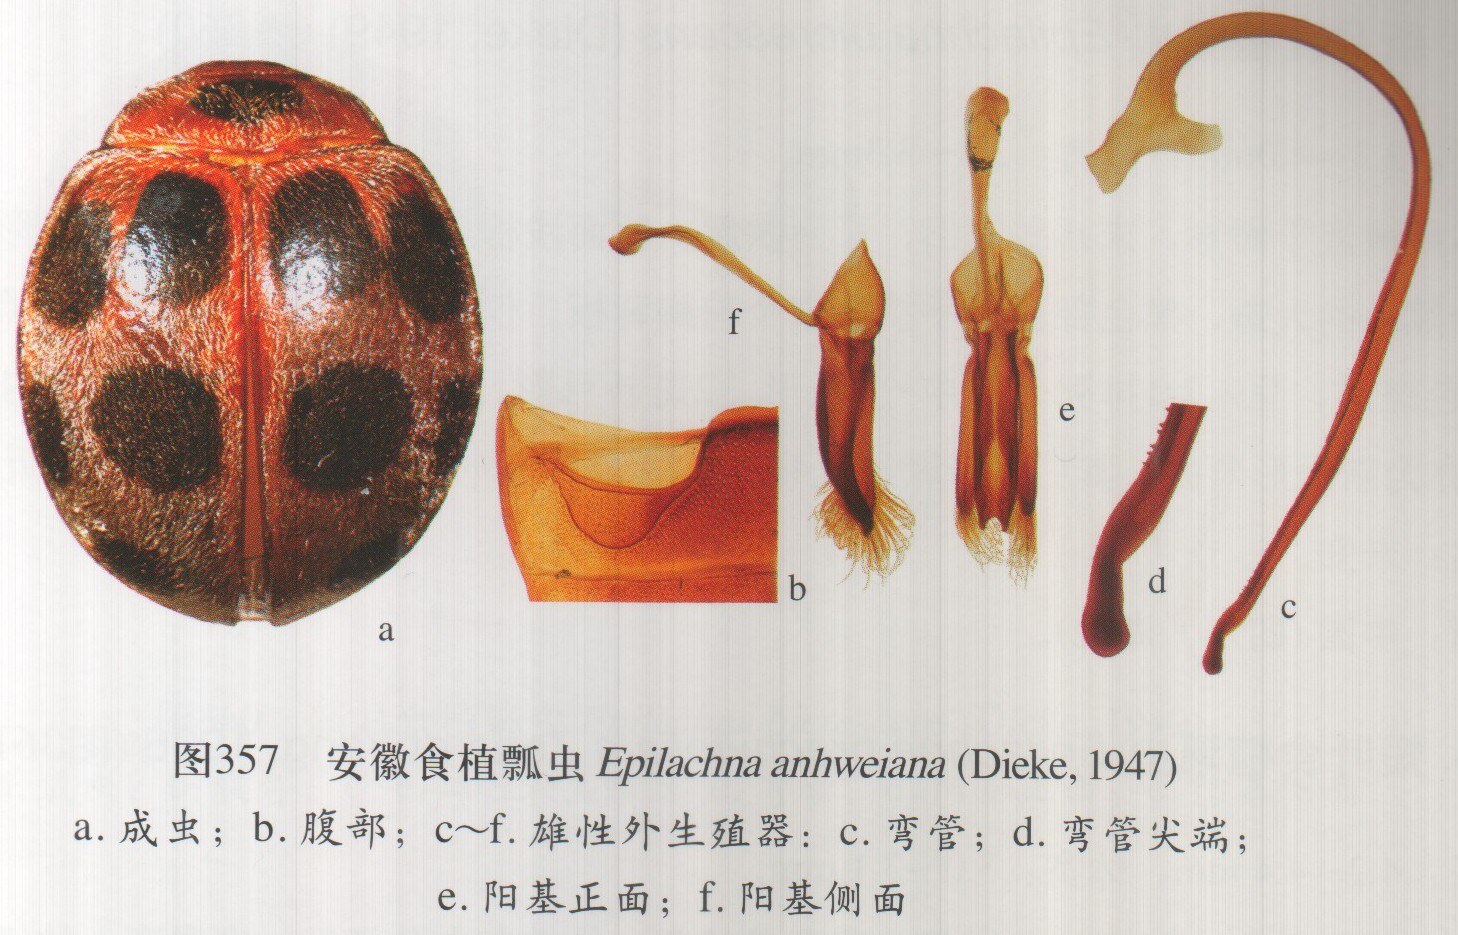 f
e
d
b
c
a
图357 安徽食植瓢虫 Epilachna anhweiana (Dieke, 1947)
a. 成虫；b. 腹部；c～f. 雄性外生殖器：c. 弯管；d. 弯管尖端；
e. 阳基正面；f. 阳基侧面